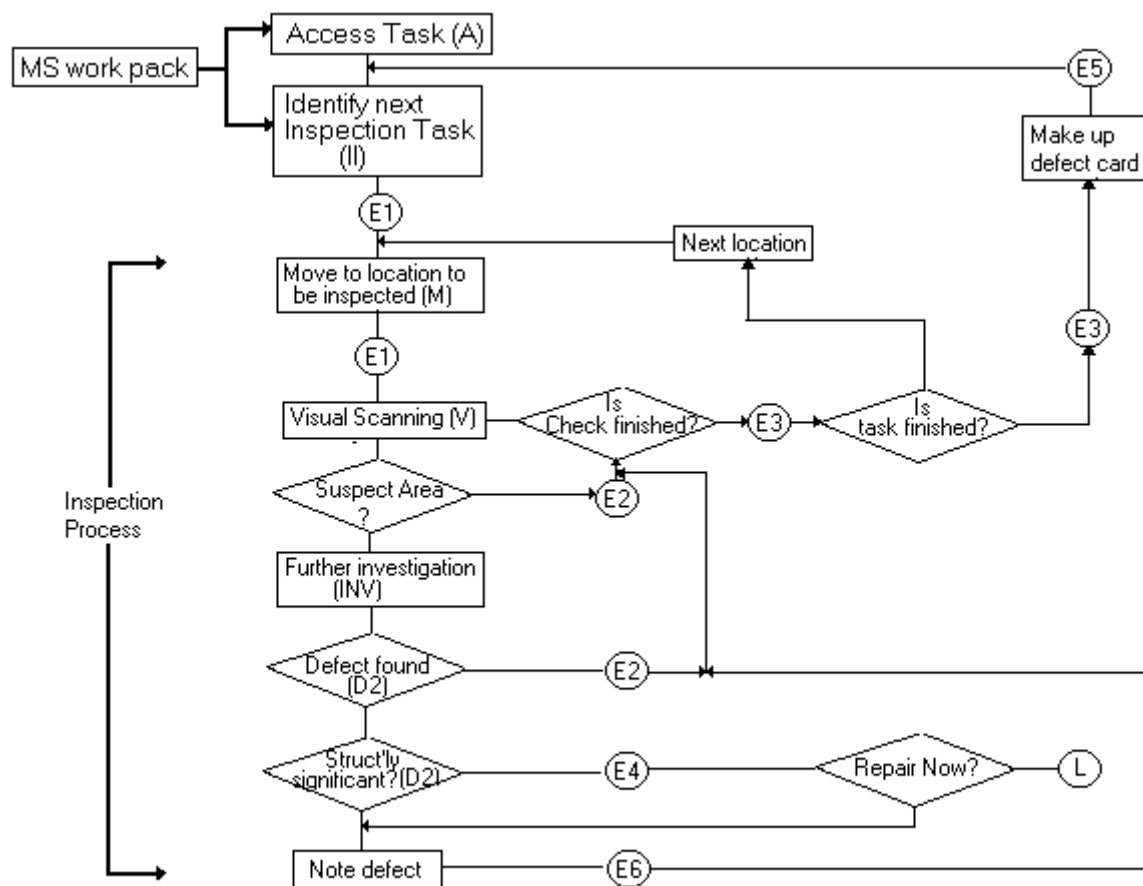 Access Task (A)
MS work pack
E5
Identify next
Inspection Task
(II)
Make up
defect card
E1
Next location
Move to location to
be inspected (M)
E3
E1
Is
Check finished?
Is
task finished?
Visual Scanning (V)
E3
Suspect Area
?
E2
Inspection
Process
Further investigation
(INV)
Defect found
(D2)
E2
Struct'ly
significant?(D2)
E4
Repair Now?
L
Note defect
E6